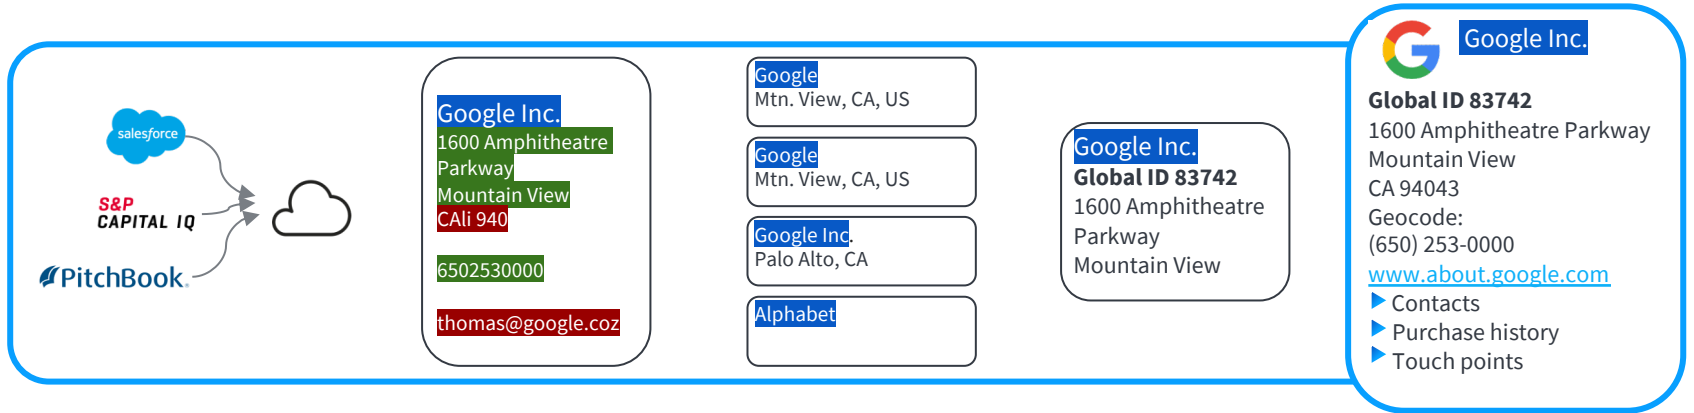 salesforce
S&P
CAPITAL IQ
PitchBook.
Google Inc.
1600 Amphitheatre
Parkway
Mountain View
CAli 940
6502530000
thomas@google.coz
Google
Mtn. View, CA, US
Google
Mtn. View, CA, US
Google Inc.
Palo Alto, CA
Alphabet
Google Inc.
Global ID 83742
1600 Amphitheatre
Parkway
Mountain View
G
Google Inc.
Global ID 83742
1600 Amphitheatre Parkway
Mountain View
CA 94043
Geocode:
(650) 253-0000
www.about.google.com
Contacts
Purchase history
Touch points